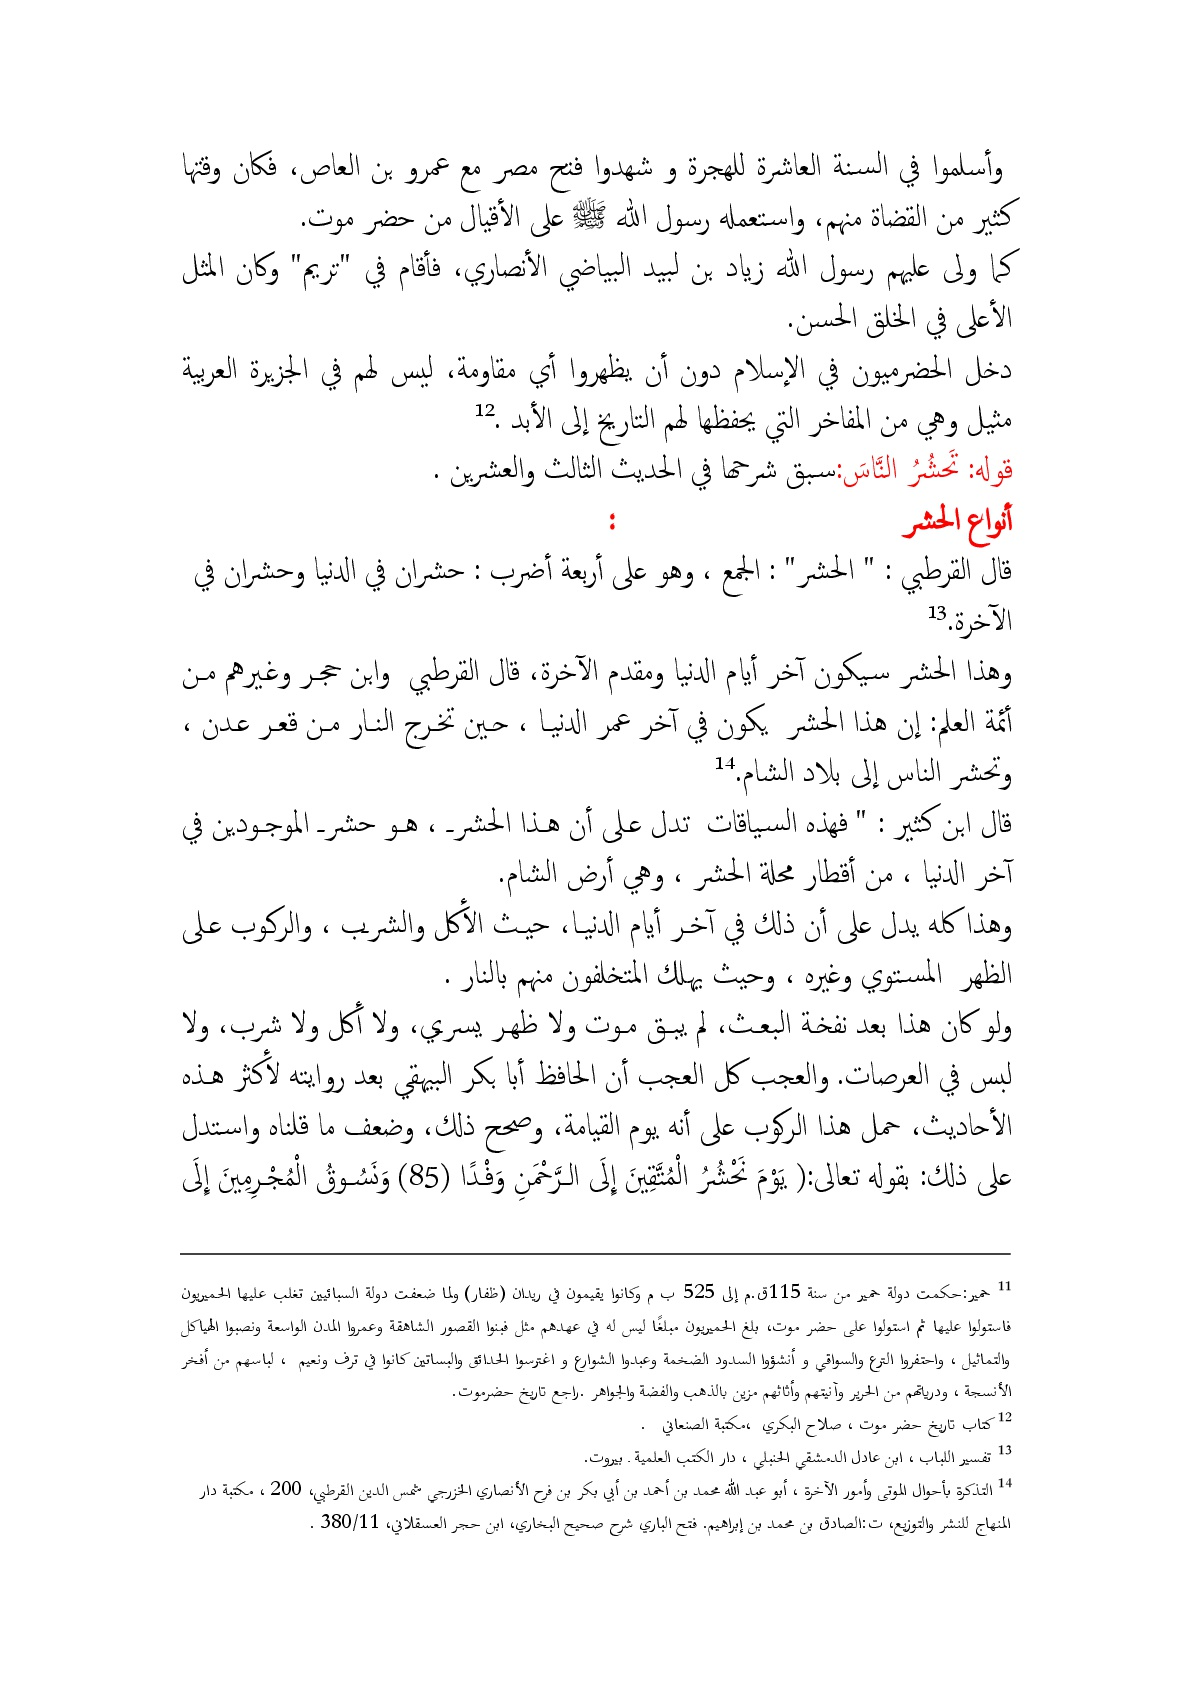 وأسلموا في السنة العاشرة للهجرة و شهدوا فتح مصر مع عمرو بن العاص، فكان وقتها
كثير من القضاة منهم، واستعمله رسول الله ﷺ على الأقيال من حضر موت.
كما ولى عليهم رسول الله زياد بن لبيد البياضي الأنصاري، فأقام في "تريم" وكان المثل
الأعلى في الخلق الحسن.
دخل الحضرميون في الإسلام دون أن يظهروا أي مقاومة، ليس لهم في الجزيرة العربية
مثيل وهي من المفاخر التي يحفظها لهم التاريخ إلى الأبد .12
قوله: تَحشُرُ النَّاسَ:سبق شرحها في الحديث الثالث والعشرين .
أنواع الحشر :
قال القرطبي : " الحشر" : الجمع ، وهو على أربعة أضرب : حشران في الدنيا وحشران في
الآخرة.13
وهذا الحشر سيكون آخر أيام الدنيا ومقدم الآخرة، قال القرطبي وابن حجر وغيرهم من
أئمة العلم: إن هذا الحشر يكون في آخر عمر الدنيا ، حين تخرج النار من قعر عدن ،
وتحشر الناس إلى بلاد الشام.14
قال ابن كثير : " فهذه السياقات تدل على أن هذا الحشرـ ، هو حشرـ الموجودين في
آخر الدنيا ، من أقطار محلة الحشر ، وهي أرض الشام.
وهذا كله يدل على أن ذلك في آخر أيام الدنيا، حيث الأكل والشرب ، والركوب على
الظهر المستوي وغيره ، وحيث يهلك المتخلفون منهم بالنار .
ولو كان هذا بعد نفخة البعث، لم يبق موت ولا ظهر يسري، ولا أكل ولا شرب، ولا
لبس في العرصات. والعجب كل العجب أن الحافظ أبا بكر البيهقي بعد روايته لأكثر هذه
الأحاديث، حمل هذا الركوب على أنه يوم القيامة، وصحح ذلك، وضعف ما قلناه واستدل
على ذلك: بقوله تعالى:( يَوْمَ نَحْشُرُ الْمُتَّقِينَ إِلَى الرَّحْمَنِ وَفْدًا (85) وَنَسُوقُ الْمُجْرِمِينَ إِلَى
11 حمير:حكمت دولة حمير من سنة 115ق.م إلى 525 ب م وكانوا يقيمون في ريدان (ظفار) ولما ضعفت دولة السبائيين تغلب عليها الحميريون
فاستولوا عليها ثم استولوا على حضر موت، بلغ الحميريون مبلغًا ليس له في عهدهم مثل فبنوا القصور الشاهقة وعمروا المدن الواسعة ونصبوا الهياكل
والتماثيل ، واحتفروا الترع والسواقي و أنشؤوا السدود الضخمة وعبدوا الشوارع و اغترسوا الحدائق والبساتين كانوا في ترف ونعيم ، لباسهم من أفخر
الأنسجة ، ودرياتهم من الحرير وآنيتهم وأثاثهم مزين بالذهب والفضة والجواهر .راجع تاريخ حضرموت.
12 كتاب تاريخ حضر موت ، صلاح البكري ،مكتبة الصنعاني .
13 تفسير اللباب ، ابن عادل الدمشقي الحنبلي ، دار الكتب العلمية ـ بيروت.
14 التذكرة بأحوال الموتى وأمور الآخرة ، أبو عبد الله محمد بن أحمد بن أبي بكر بن فرح الأنصاري الخزرجي شمس الدين القرطبي، 200 ، مكتبة دار
المنهاج للنشر والتوزيع، ت:الصادق بن محمد بن إبراهيم. فتح الباري شرح صحيح البخاري، ابن حجر العسقلاني، 380/11 .